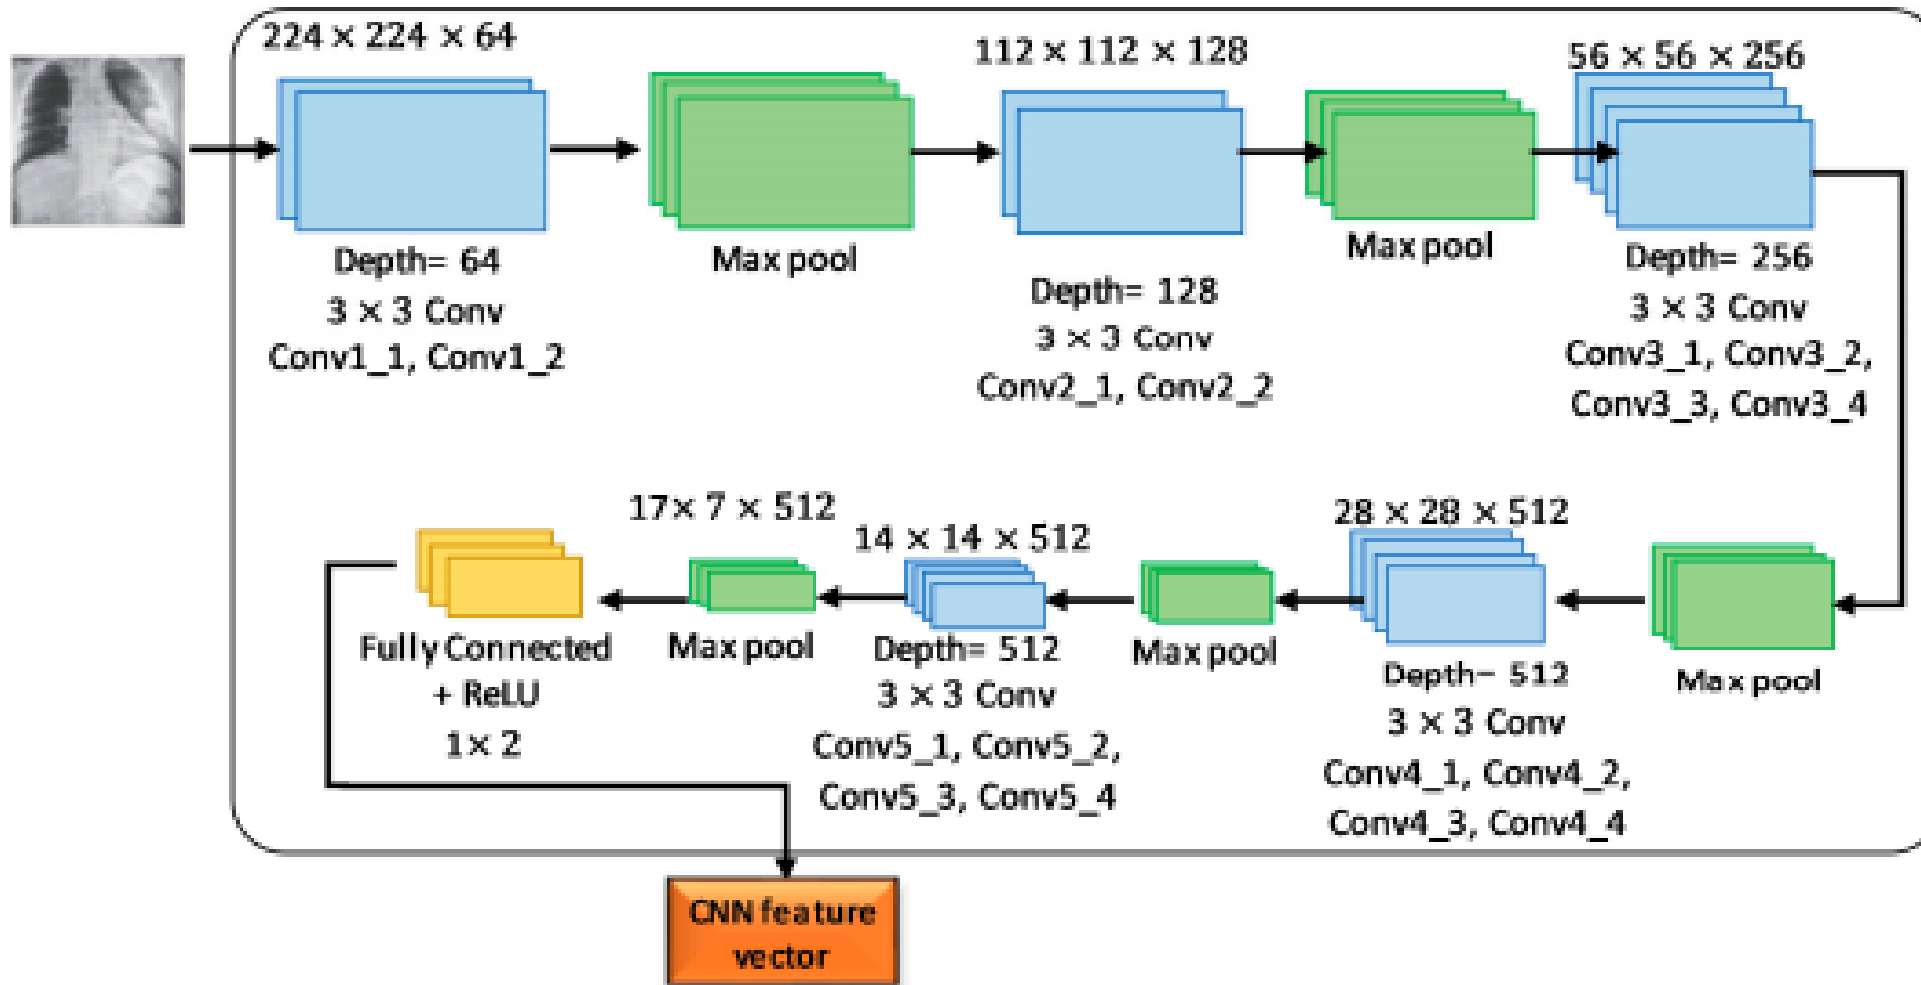 224 × 224 × 64
Depth= 64
3 × 3 Conv
Conv1_1, Conv1_2
Max pool
112 × 112 × 128
Depth= 128
3 × 3 Conv
Conv2_1, Conv2_2
Max pool
56 × 56 × 256
Depth= 256
3 × 3 Conv
Conv3_1, Conv3_2,
Conv3_3, Conv3_4
Max pool
28 × 28 × 512
Depth= 512
3 × 3 Conv
Conv4_1, Conv4_2,
Conv4_3, Conv4_4
Max pool
14 × 14 × 512
Depth= 512
3 × 3 Conv
Conv5_1, Conv5_2,
Conv5_3, Conv5_4
17× 7 × 512
Max pool
Fully Connected
+ ReLU
1× 2
CNN feature
vector